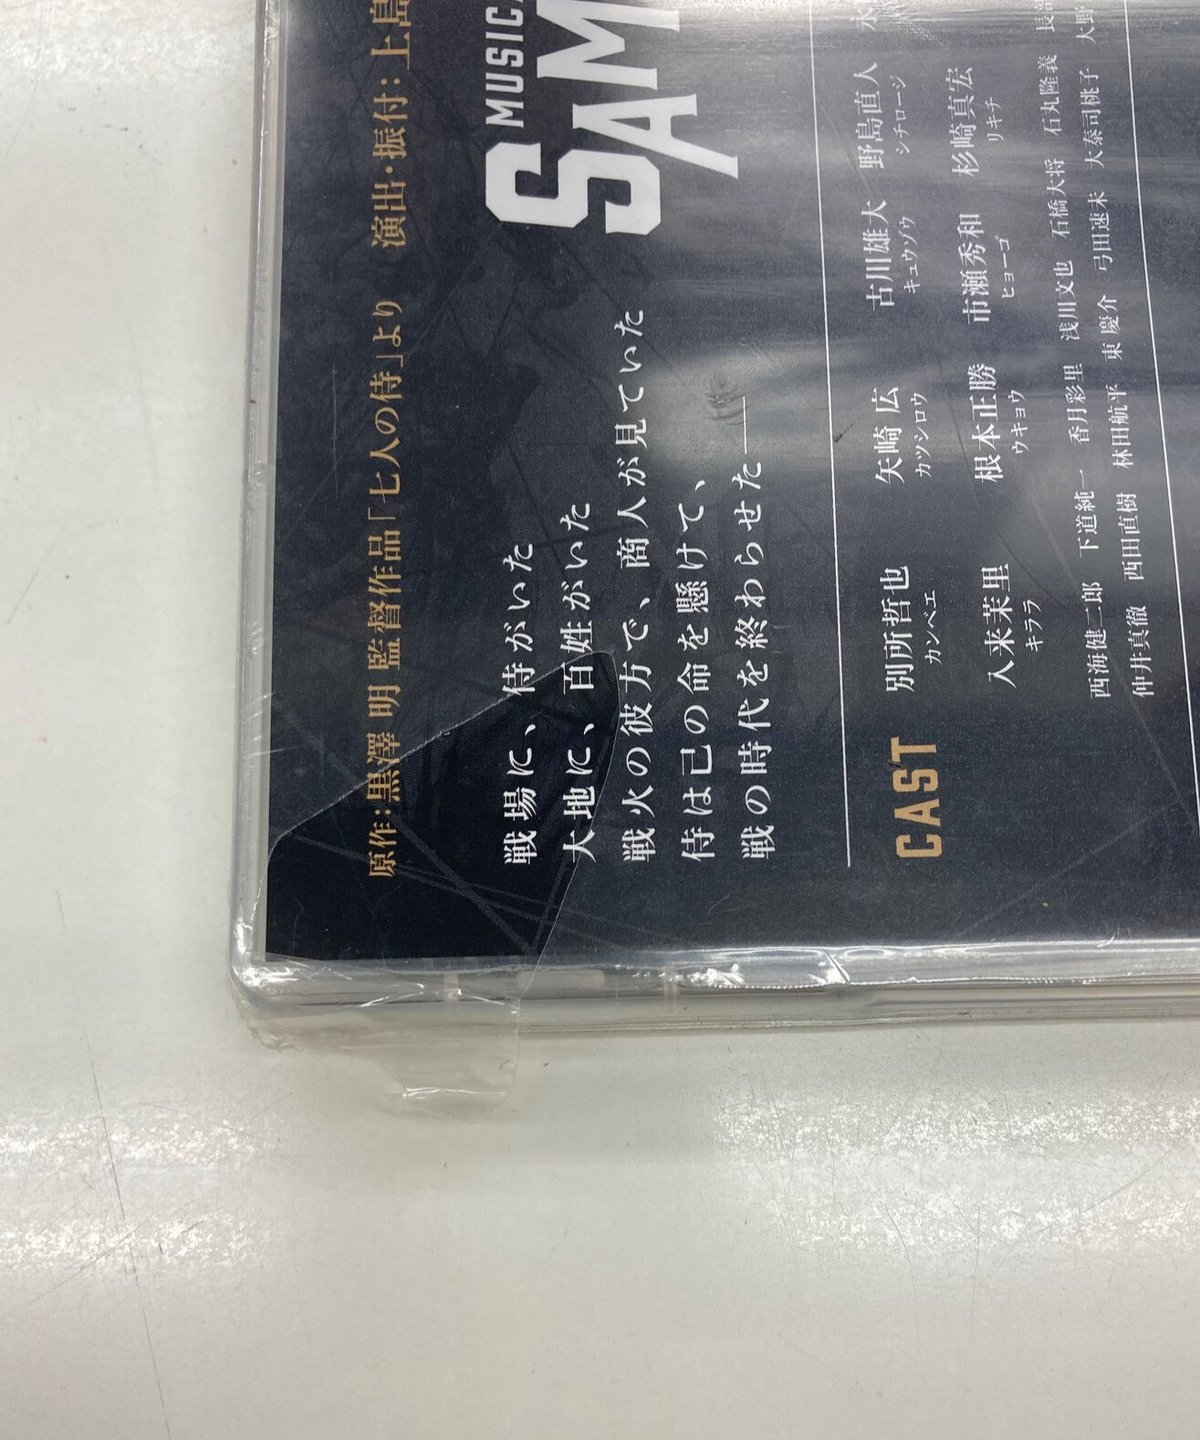 原作：黒澤 明 監督作品「七人の侍」より 演出・振付：上島
MUSICA
SAM
戦場に、侍がいた
大地に、百姓がいた
戦火の彼方で、商人が見ていた
侍は己の命を懸けて、
戦の時代を終わらせた――
CAST
別所哲也 矢崎 広 古川雄大 野島直人 水
カンベエ カツシロウ キュウゾウ シチロージ
入来茉里 根本正勝 市瀬秀和 杉崎真宏
キララ ウキョウ ヒョーゴ リキチ
西海健二郎 下道純一 香月彩里 浅川文也 石橋大将 石丸隆義
仲井真徹 西田直樹 林田航平 東 慶介 弓田速未 大泰司桃子 大野